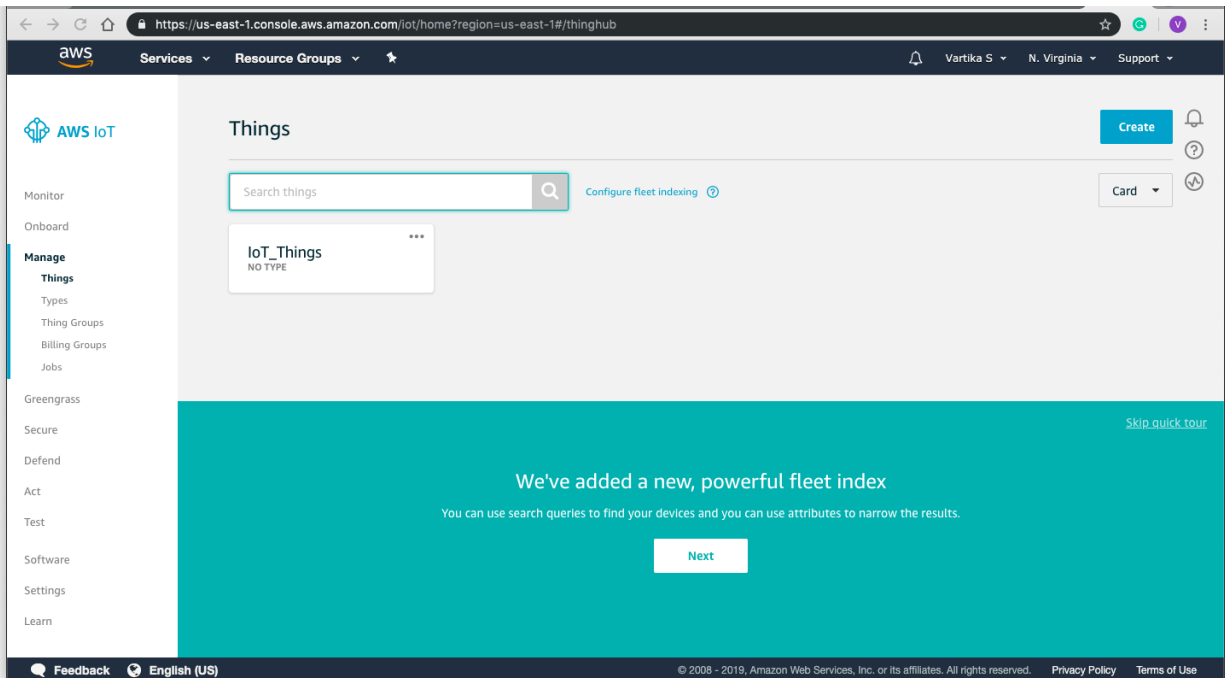 https://us-east-1.console.aws.amazon.com/iot/home?region=us-east-1#/thinghub
V
aws
Services
Resource Groups
Vartika S
N. Virginia
Support
AWS IoT
Monitor
Onboard
Manage
Things
Types
Thing Groups
Billing Groups
Jobs
Greengrass
Secure
Defend
Act
Test
Software
Settings
Learn
Things
Create
Search things
Configure fleet indexing
Card
IoT_Things
NO TYPE
Skip quick tour
We've added a new, powerful fleet index
You can use search queries to find your devices and you can use attributes to narrow the results.
Next
Feedback
English (US)
© 2008 - 2019, Amazon Web Services, Inc. or its affiliates. All rights reserved.
Privacy Policy
Terms of Use